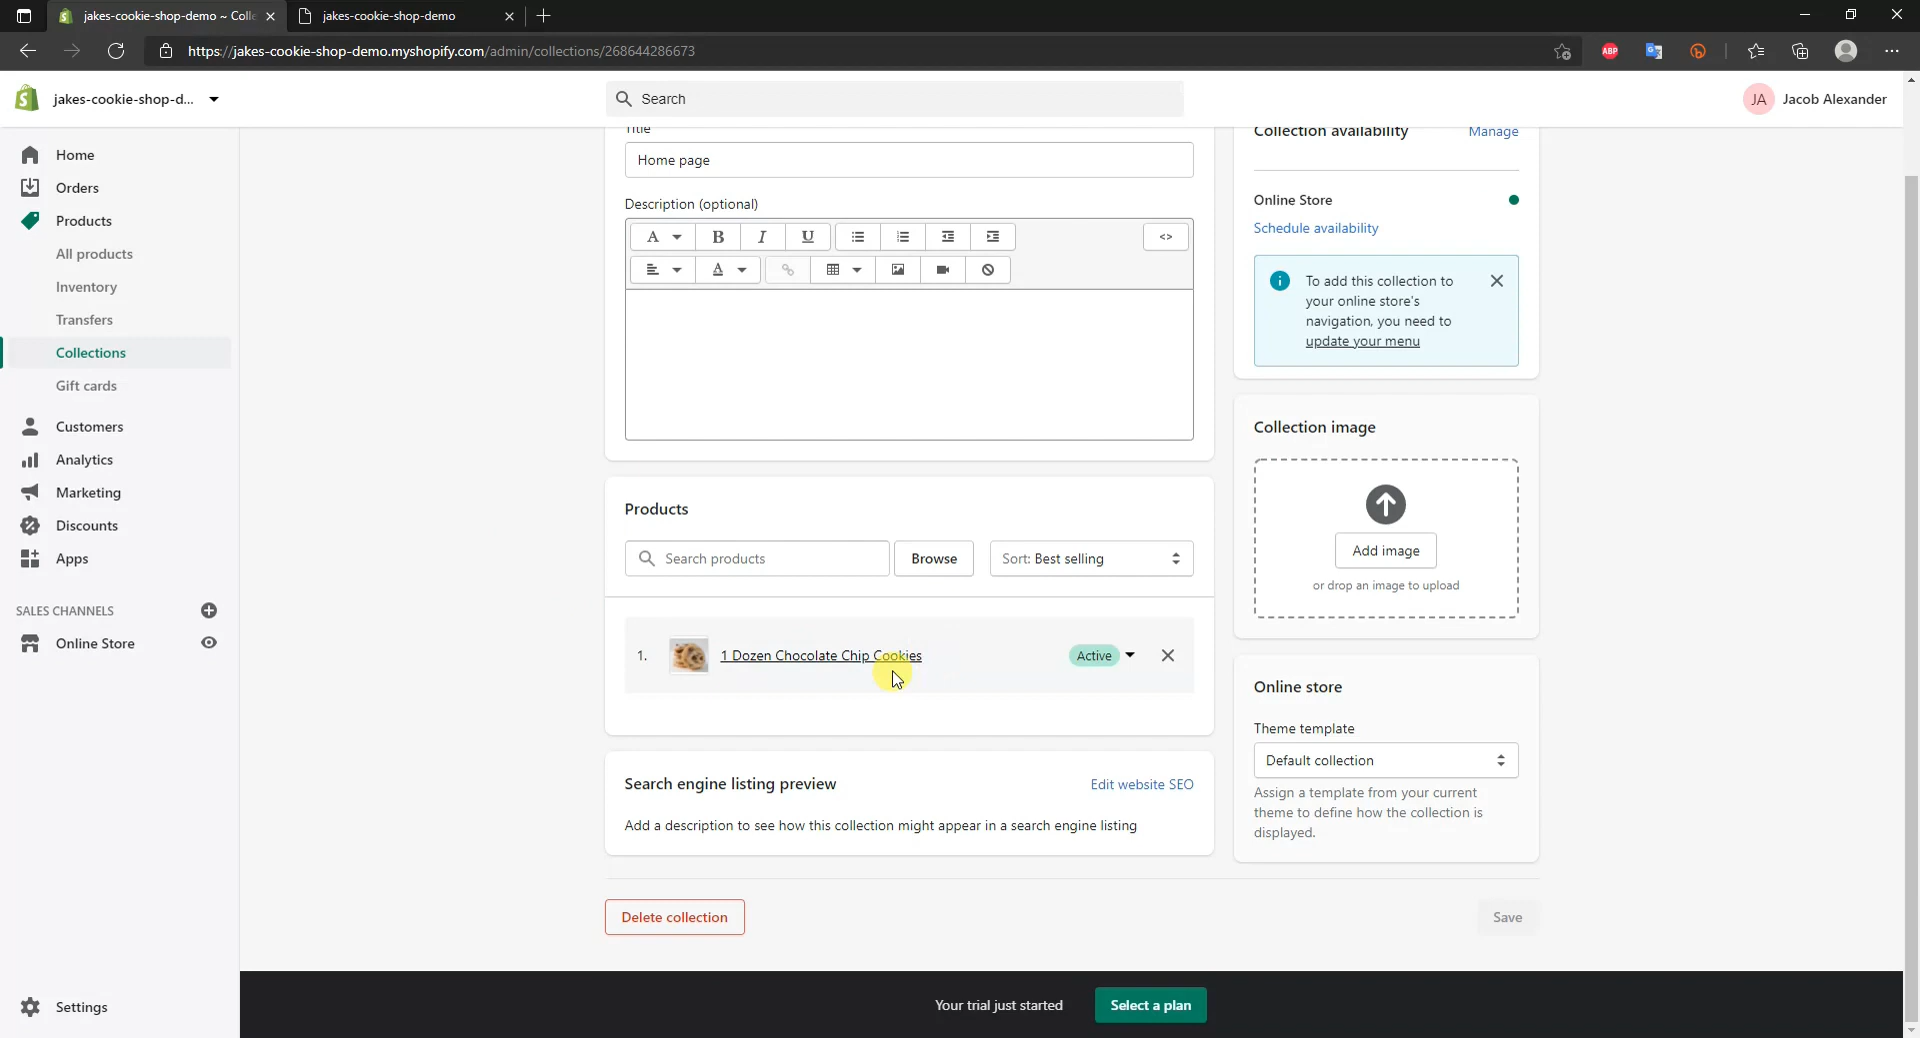 jakes-cookie-shop-demo ~ Colle
jakes-cookie-shop-demo
https://jakes-cookie-shop-demo.myshopify.com/admin/collections/268644286673
ABP
jakes-cookie-shop-d...
Search
JA
Jacob Alexander
Home
Orders
Products
All products
Inventory
Transfers
Collections
Gift cards
Customers
Analytics
Marketing
Discounts
Apps
SALES CHANNELS
Online Store
Settings
Title
Home page
Description (optional)
A
B
I
U
<>
A
Products
Search products
Browse
Sort: Best selling
1.
1 Dozen Chocolate Chip Cookies
Active
Search engine listing preview
Edit website SEO
Add a description to see how this collection might appear in a search engine listing
Delete collection
Collection availability
Manage
Online Store
Schedule availability
To add this collection to
your online store's
navigation, you need to
update your menu
Collection image
Add image
or drop an image to upload
Online store
Theme template
Default collection
Assign a template from your current
theme to define how the collection is
displayed.
Save
Your trial just started
Select a plan